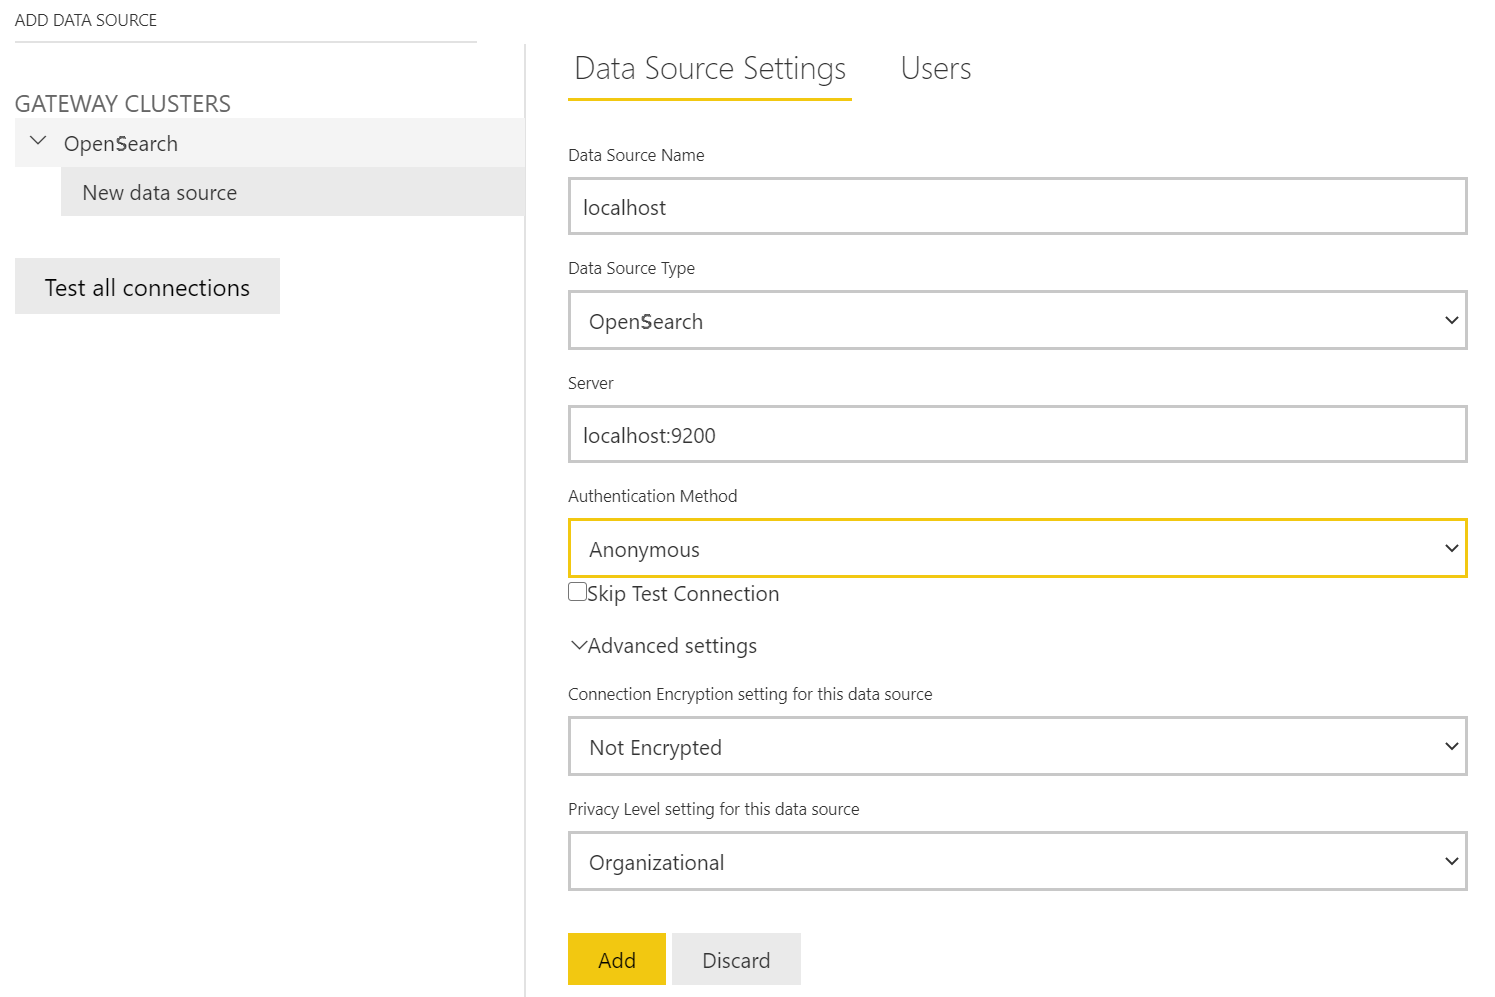 ADD DATA SOURCE
GATEWAY CLUSTERS
OpenSearch
New data source
Test all connections
Data Source Settings
Users
Data Source Name
localhost
Data Source Type
OpenSearch
Server
localhost:9200
Authentication Method
Anonymous
Skip Test Connection
Advanced settings
Connection Encryption setting for this data source
Not Encrypted
Privacy Level setting for this data source
Organizational
Add
Discard